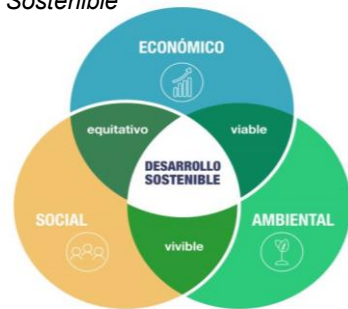 Sostenible
ECONÓMICO
equitativo
viable
DESARROLLO
SOSTENIBLE
SOCIAL
AMBIENTAL
vivible